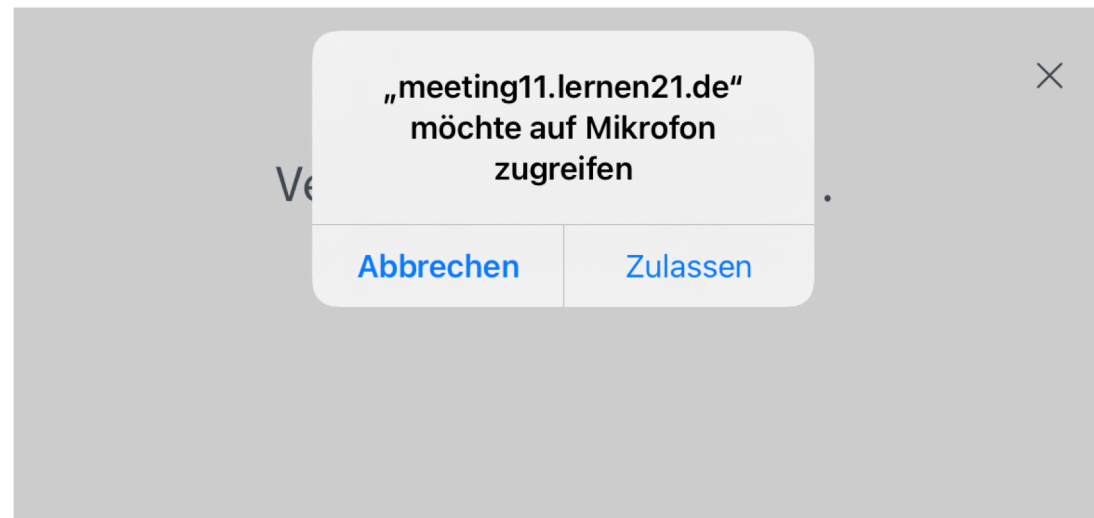 „meeting11.lernen21.de“
möchte auf Mikrofon
zugreifen
Abbrechen
Zulassen